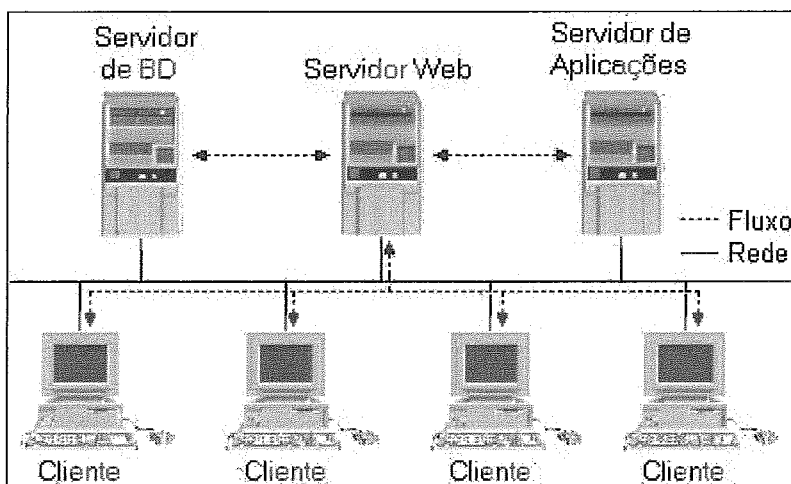 Servidor
de BD
Servidor Web
Servidor de
Aplicações
Fluxo
Rede
Cliente
Cliente
Cliente
Cliente